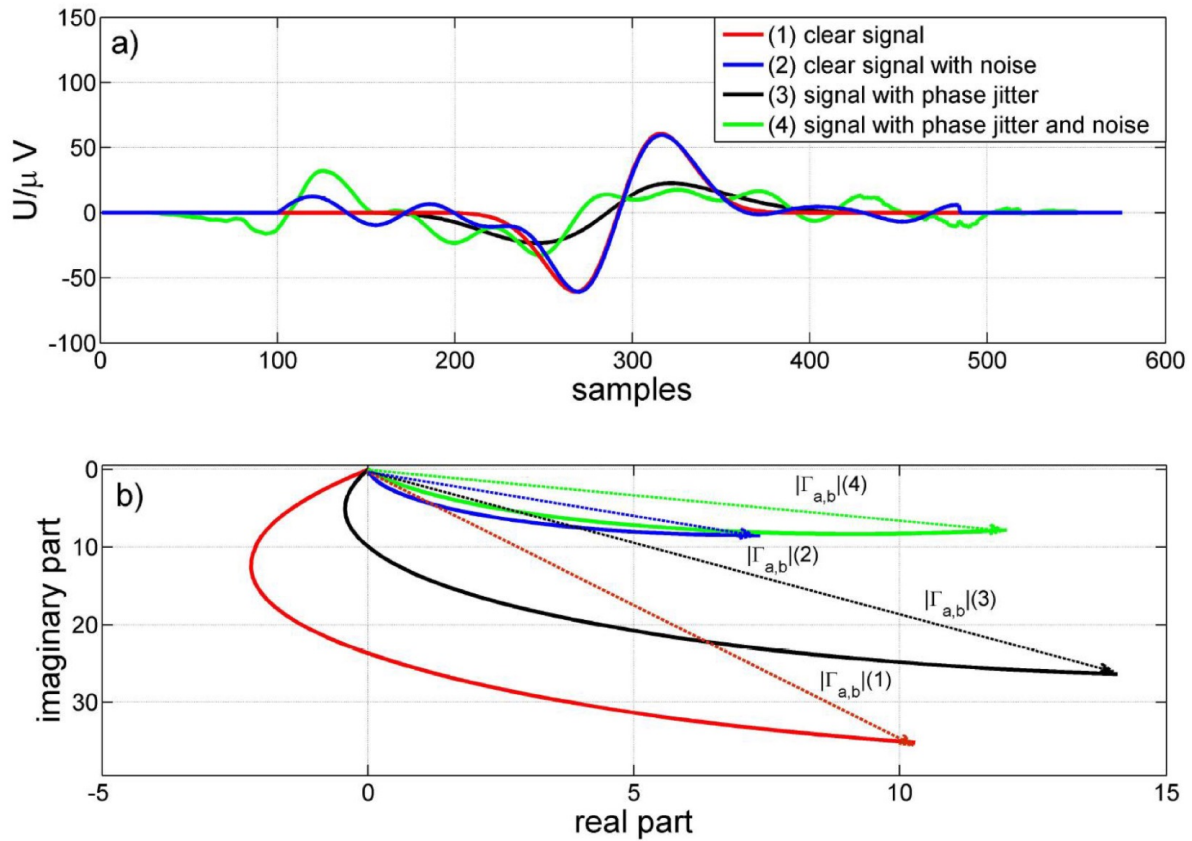 a)
150
100
50
0
-50
-100
U/μ V
(1) clear signal
(2) clear signal with noise
(3) signal with phase jitter
(4) signal with phase jitter and noise
0 100 200 300 400 500 600
samples
b)
0
10
20
30
imaginary part
|Γa,b|(4)
|Γa,b|(2)
|Γa,b|(3)
|Γa,b|(1)
-5 0 5 10 15
real part